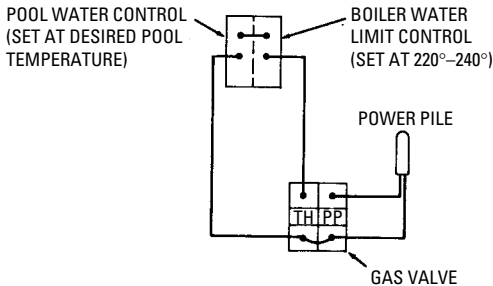 POOL WATER CONTROL
(SET AT DESIRED POOL
TEMPERATURE)
BOILER WATER
LIMIT CONTROL
(SET AT 220°–240°)
POWER PILE
TH PP
GAS VALVE